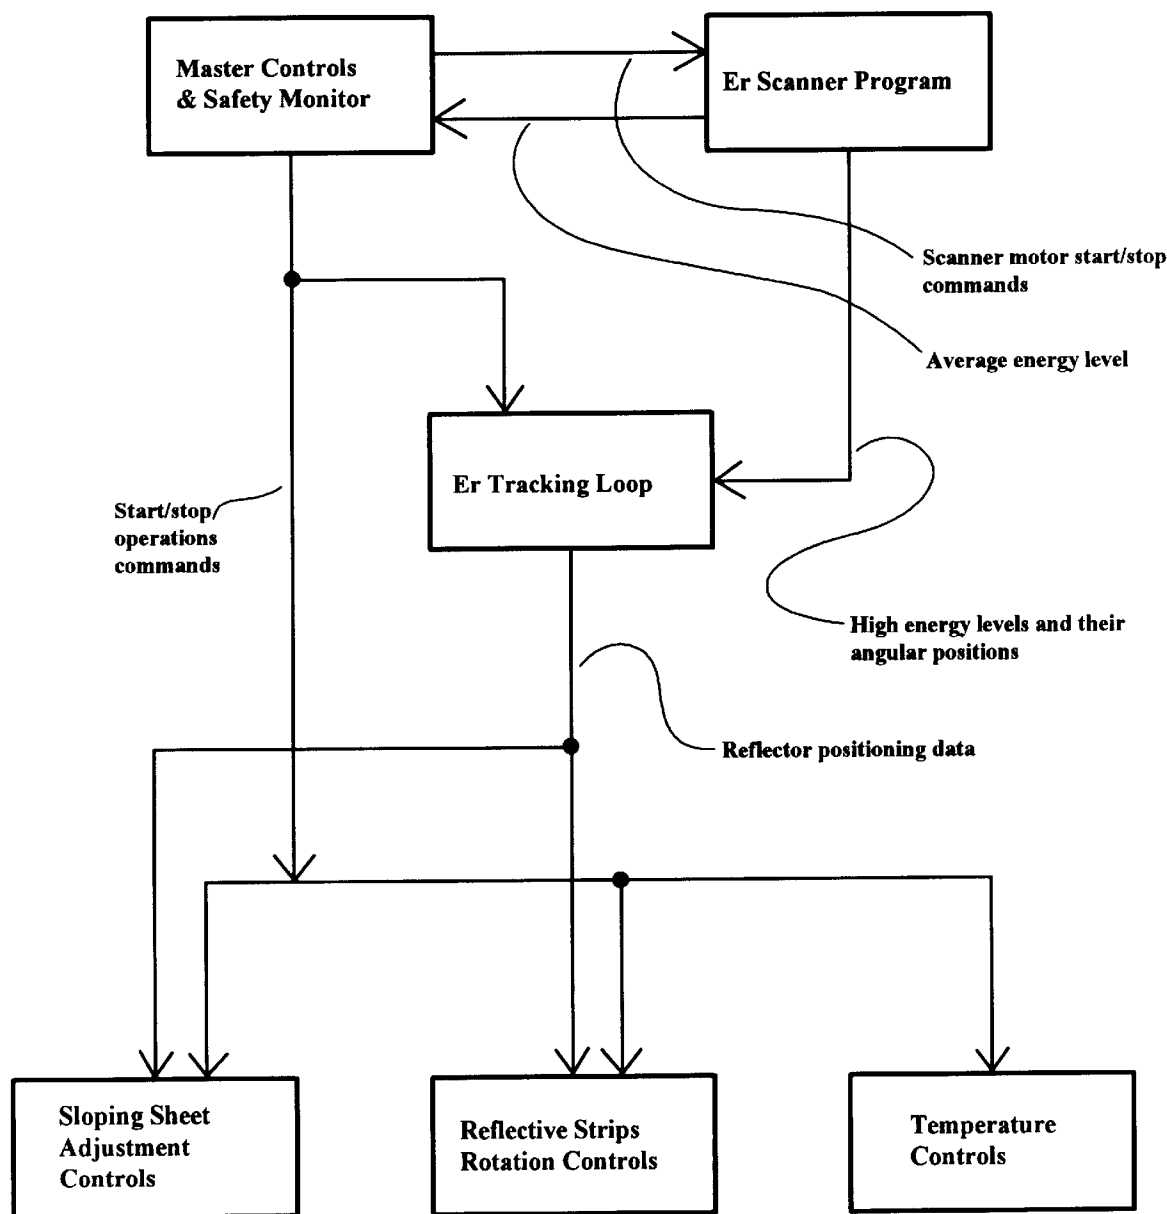 Master Controls
& Safety Monitor
Er Scanner Program
Scanner motor start/stop
commands
Average energy level
Er Tracking Loop
Start/stop
operations
commands
High energy levels and their
angular positions
Reflector positioning data
Sloping Sheet
Adjustment
Controls
Reflective Strips
Rotation Controls
Temperature
Controls